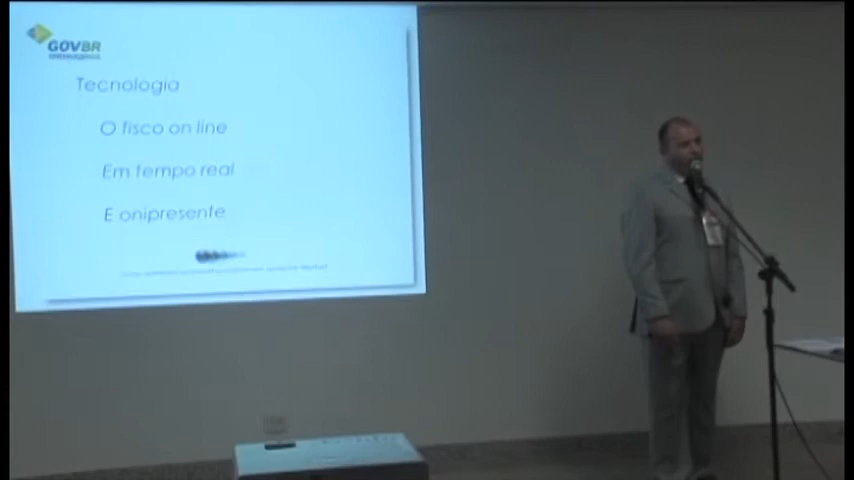 GOVBR
Tecnologia
O fisco on line
Em tempo real
E onipresente